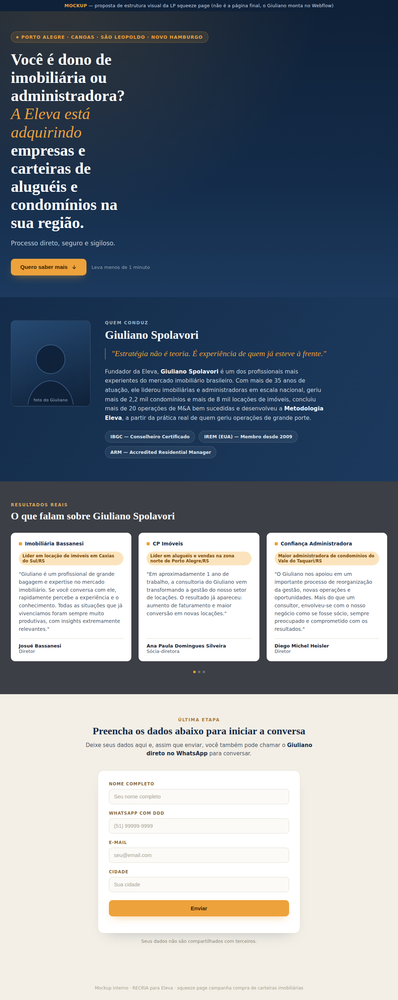 MOCKUP — proposta de estrutura visual da LP squeeze page (não é a página final, o Giuliano monta no Webflow)
PORTO ALEGRE · CANOAS · SÃO LEOPOLDO · NOVO HAMBURGO
Você é dono de
imobiliária ou
administradora?
A Eleva está
adquirindo
empresas e
carteiras de
aluguéis e
condomínios na
sua região.
Processo direto, seguro e sigiloso.
Quero saber mais ↓
Leva menos de 1 minuto
foto do Giuliano
QUEM CONDUZ
Giuliano Spolavori
"Estratégia não é teoria. É experiência de quem já esteve à frente."
Fundador da Eleva, Giuliano Spolavori é um dos profissionais mais
experientes do mercado imobiliário brasileiro. Com mais de 35 anos de
atuação, ele liderou imobiliárias e administradoras em escala nacional, geriu
mais de 2,2 mil condomínios e mais de 8 mil locações de imóveis, concluiu
mais de 20 operações de M&A bem sucedidas e desenvolveu a Metodologia
Eleva, a partir da prática real de quem geriu operações de grande porte.
IBGC — Conselheiro Certificado
IREM (EUA) — Membro desde 2009
ARM — Accredited Residential Manager
RESULTADOS REAIS
O que falam sobre Giuliano Spolavori
Imobiliária Bassanesi
Líder em locação de imóveis em Caxias
do Sul/RS
"Giuliano é um profissional de grande
bagagem e expertise no mercado
imobiliário. Se você conversa com ele,
rapidamente percebe a experiência e o
conhecimento. Todas as situações que já
vivenciamos foram sempre muito
produtivas, com insights extremamente
relevantes."
Josué Bassanesi
Diretor
CP Imóveis
Líder em aluguéis e vendas na zona
norte de Porto Alegre/RS
"Em aproximadamente 1 ano de
trabalho, a consultoria do Giuliano vem
transformando a gestão do nosso setor
de locações. O resultado já apareceu:
aumento de faturamento e maior
conversão em novas locações."
Ana Paula Domingues Silveira
Sócia-diretora
Confiança Administradora
Maior administradora de condomínios do
Vale do Taquari/RS
"O Giuliano nos apoiou em um
importante processo de reorganização
da gestão, novas operações e
oportunidades. Mais do que um
consultor, envolveu-se com o nosso
negócio como se fosse sócio, sempre
preocupado e comprometido com os
resultados."
Diego Michel Heisler
Diretor
ÚLTIMA ETAPA
Preencha os dados abaixo para iniciar a conversa
Deixe seus dados aqui e, assim que enviar, você também pode chamar o Giuliano
direto no WhatsApp para conversar.
NOME COMPLETO
Seu nome completo
WHATSAPP COM DDD
(51) 99999-9999
E-MAIL
seu@email.com
CIDADE
Sua cidade
Enviar
Seus dados não são compartilhados com terceiros.
Mockup interno · RECRIA para Eleva · squeeze page campanha compra de carteiras imobiliárias